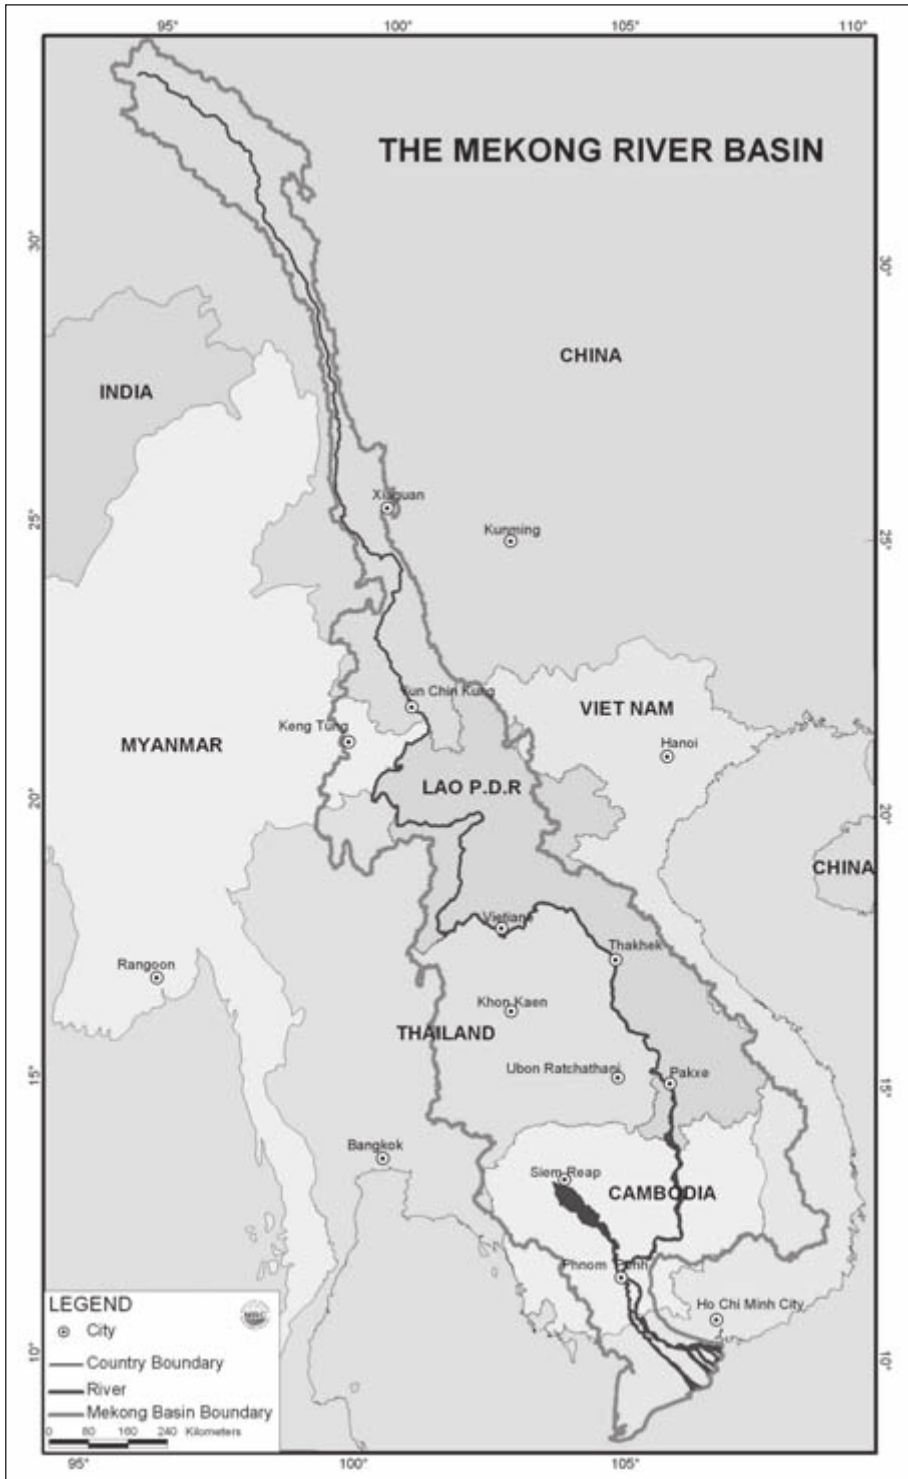 95° 100° 105° 110°
THE MEKONG RIVER BASIN
30° 30°
CHINA
INDIA
Xiaguan
25° Kunming 25°
VIET NAM
Keng Tung
MYANMAR Hanoi
LAO P.D.R
20° 20°
CHINA
Vietiane
Thakhek
Rangoon
Khon Kaen
THAILAND
Ubon Ratchathani Pakxe
15° 15°
Bangkok
Siem Reap
CAMBODIA
Phnom Penh
LEGEND Ho Chi Minh City
City
10° 10°
Country Boundary
River
Mekong Basin Boundary
0 80 160 240 Kilometers
95° 100° 105°